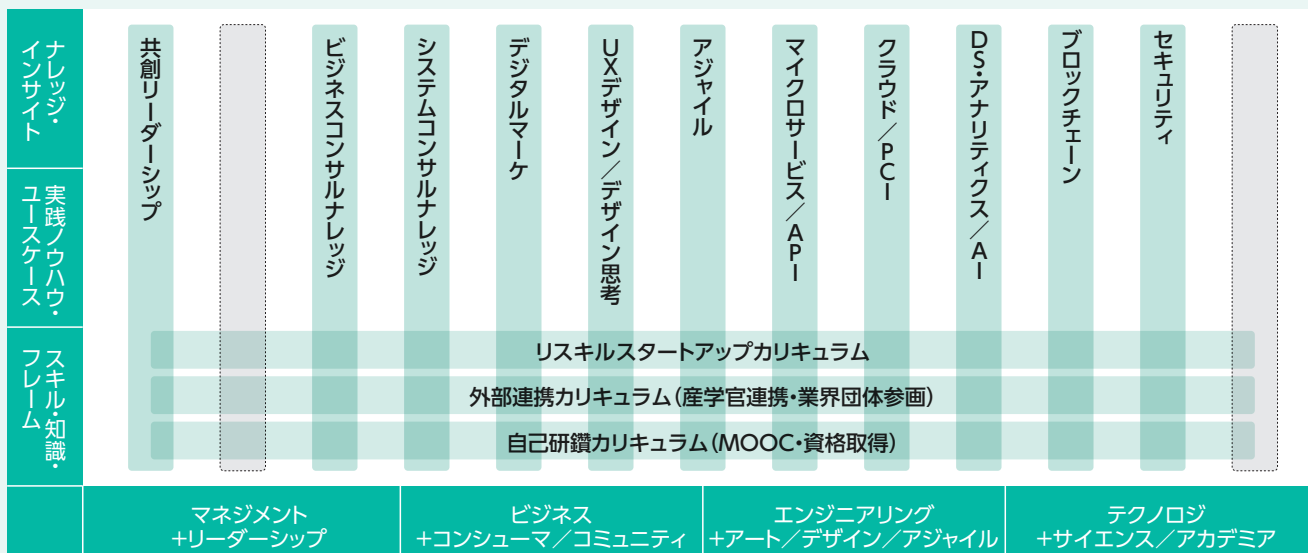 ナレッジ・
インサイト
実践ノウハウ・
ユースケース
スキル・知識・
フレーム
共創リーダーシップ
ビジネスコンサルナレッジ
システムコンサルナレッジ
デジタルマーケ
UXデザイン／デザイン思考
アジャイル
マイクロサービス／API
クラウド／PCI
DS・アナリティクス／AI
ブロックチェーン
セキュリティ
リスキルスタートアップカリキュラム
外部連携カリキュラム（産学官連携・業界団体参画）
自己研鑽カリキュラム（MOOC・資格取得）
マネジメント
+リーダーシップ
ビジネス
+コンシューマ／コミュニティ
エンジニアリング
+アート／デザイン／アジャイル
テクノロジ
+サイエンス／アカデミア